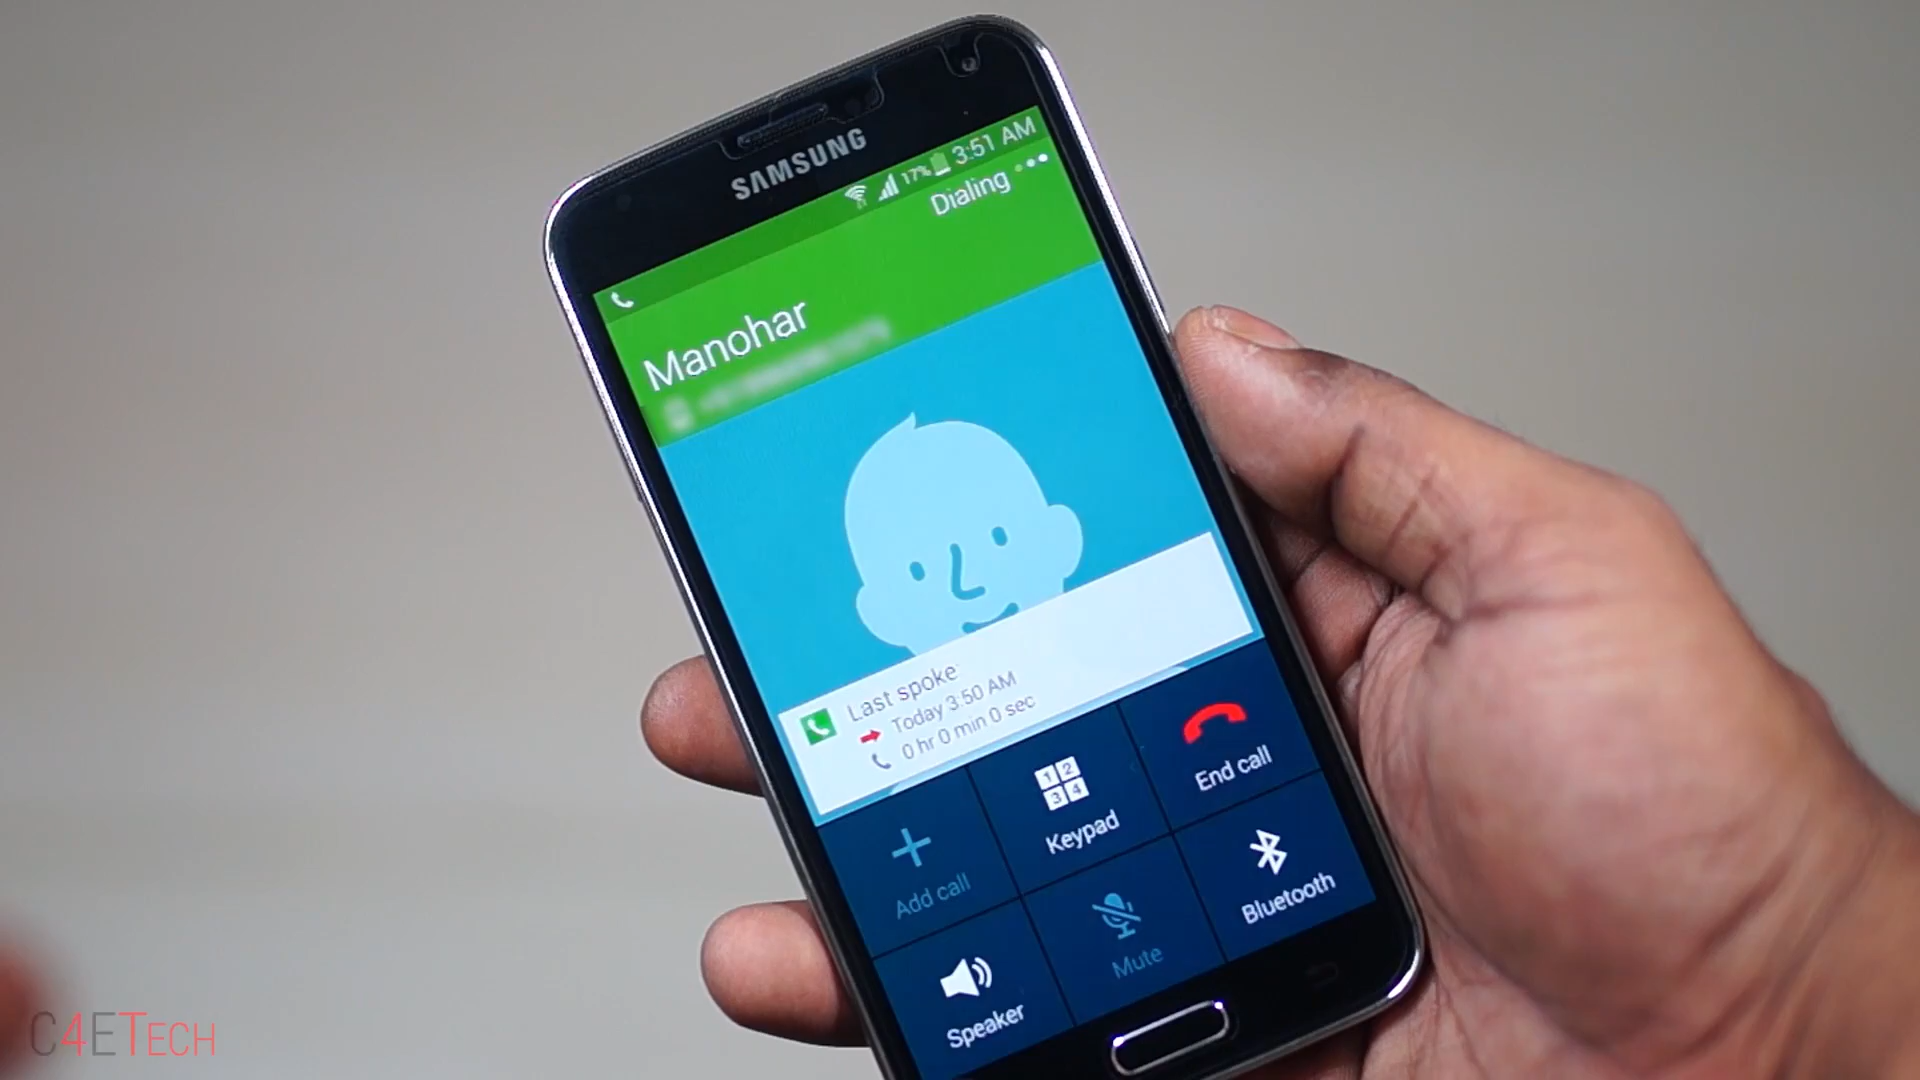 SAMSUNG
17% 3:51 AM
Dialing
Manohar
Last spoke:
Today 3:50 AM
0 hr 0 min 0 sec
Add call
1 2
3 4
Keypad
End call
Speaker
Mute
Bluetooth
C4ETECH